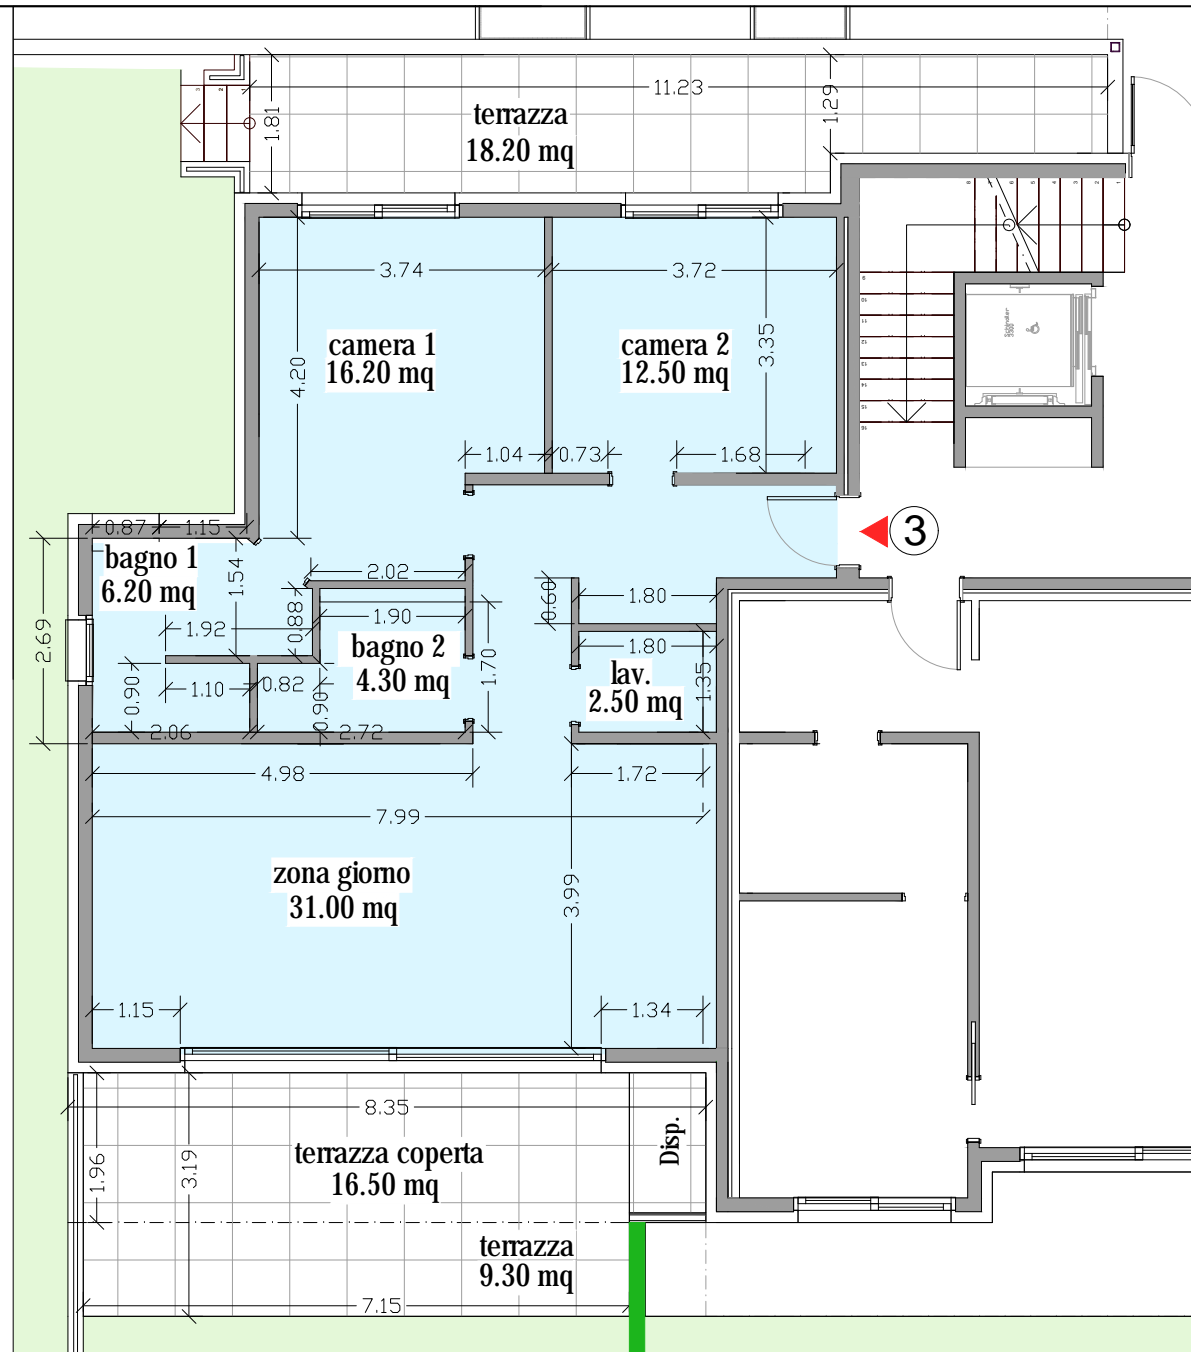 11.23
1.81
1.29
terrazza
18.20 mq
3.74
3.72
camera 1
16.20 mq
camera 2
12.50 mq
4.20
3.35
Schindler
3300
1.04
0.73
1.68
0.87
1.15
3
bagno 1
6.20 mq
1.54
2.69
2.02
0.88
1.90
0.60
1.80
1.92
bagno 2
4.30 mq
1.70
1.80
lav.
2.50 mq
1.35
0.90
1.10
0.82
0.90
2.06
2.72
4.98
1.72
7.99
zona giorno
31.00 mq
3.99
1.15
1.34
8.35
1.96
3.19
terrazza coperta
16.50 mq
Disp.
terrazza
9.30 mq
7.15